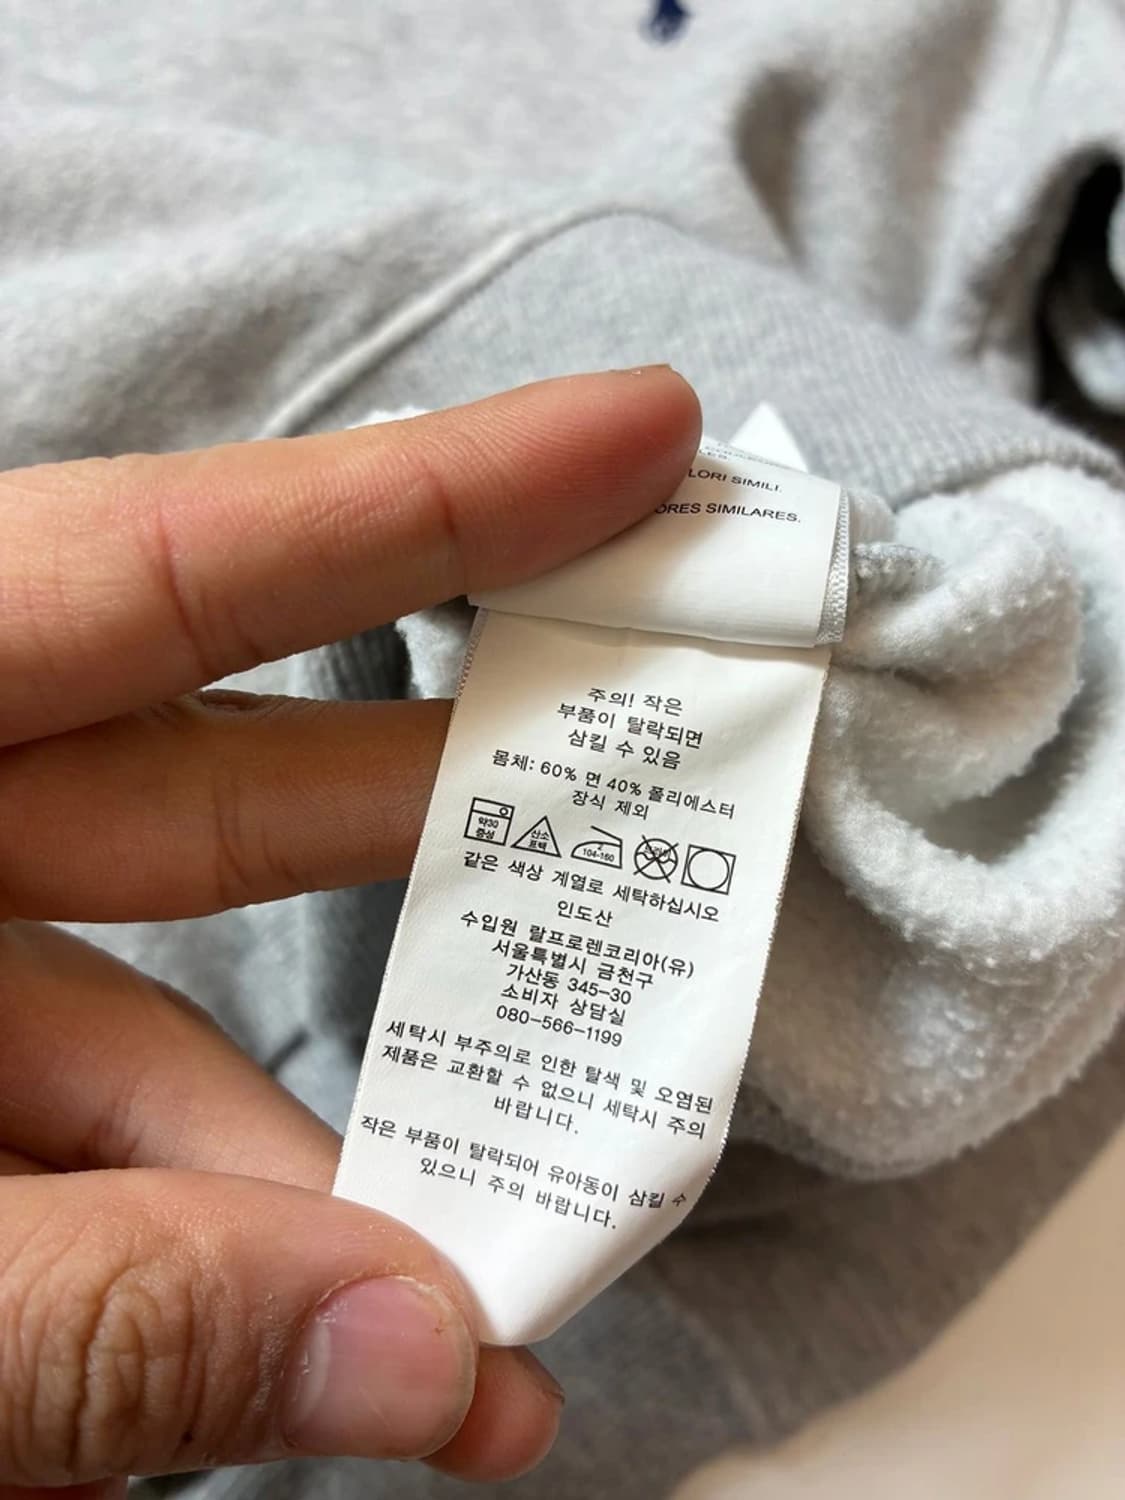 LES.
LORI SIMILI.
ORES SIMILARES.
주의! 작은
부품이 탈락되면
삼킬 수 있음
몸체: 60% 면 40% 폴리에스터
장식 제외
약30
중성
산소
표백
2
104-160
같은 색상 계열로 세탁하십시오
인도산
수입원 랄프로렌코리아(유)
서울특별시 금천구
가산동 345-30
소비자 상담실
080-566-1199
세탁시 부주의로 인한 탈색 및 오염된
제품은 교환할 수 없으니 세탁시 주의
바랍니다.
작은 부품이 탈락되어 유아동이 삼킬 수
있으니 주의 바랍니다.